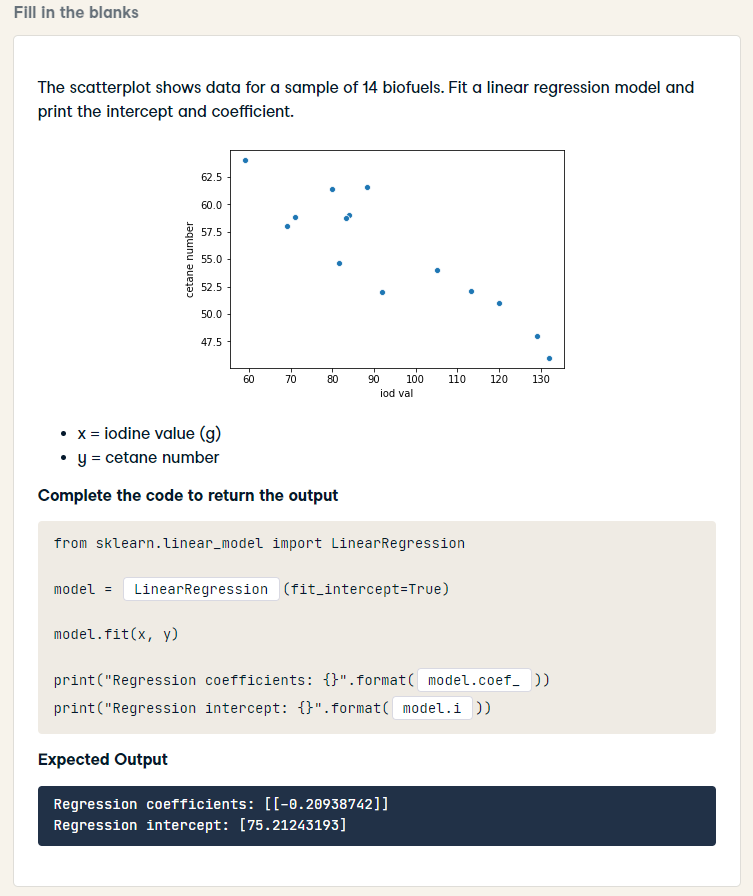 Fill in the blanks
The scatterplot shows data for a sample of 14 biofuels. Fit a linear regression model and
print the intercept and coefficient.
62.5
60.0
57.5
55.0
52.5
50.0
47.5
cetane number
60 70 80 90 100 110 120 130
iod val
• x = iodine value (g)
• y = cetane number
Complete the code to return the output
from sklearn.linear_model import LinearRegression
model = LinearRegression (fit_intercept=True)
model.fit(x, y)
print("Regression coefficients: {}".format( model.coef_ ))
print("Regression intercept: {}".format( model.i ))
Expected Output
Regression coefficients: [[-0.20938742]]
Regression intercept: [75.21243193]